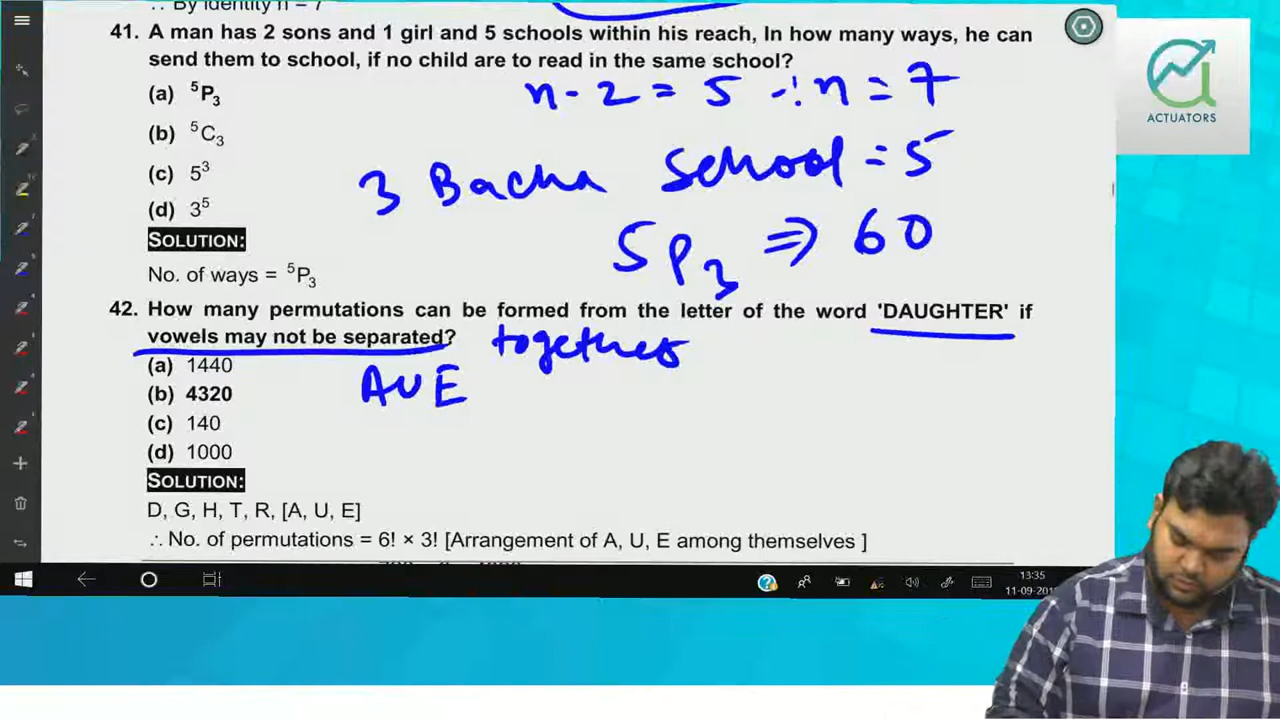 ∴ By identity n = 7
41. A man has 2 sons and 1 girl and 5 schools within his reach, In how many ways, he can
send them to school, if no child are to read in the same school?
n - 2 = 5 ∴ n = 7
(a) ⁵P₃
(b) ⁵C₃
3 Bacha School = 5
(c) 5³
(d) 3⁵
5P₃ ⇒ 60
SOLUTION:
No. of ways = ⁵P₃
42. How many permutations can be formed from the letter of the word 'DAUGHTER' if
vowels may not be separated? together
(a) 1440
AUE
(b) 4320
(c) 140
(d) 1000
SOLUTION:
D, G, H, T, R, [A, U, E]
∴ No. of permutations = 6! × 3! [Arrangement of A, U, E among themselves ]
ACTUATORS
13:35
11-09-201